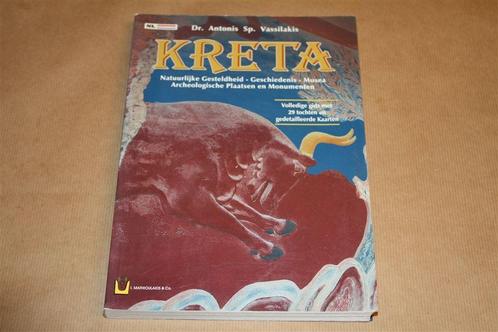 NL
Dr. Antonis Sp. Vassilakis
KRETA
Natuurlijke Gesteldheid - Geschiedenis - Musea
Archeologische Plaatsen en Monumenten
Volledige gids met
29 tochten en
gedetailleerde Kaarten
I. MARKOULAKIS & Co.